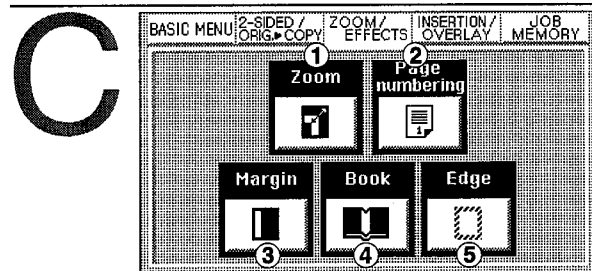 C
BASIC MENU 2-SIDED / ORIG.▶COPY ZOOM/ EFFECTS INSERTION/ OVERLAY JOB MEMORY
① ②
Zoom Page numbering
1
Margin Book Edge
③ ④ ⑤